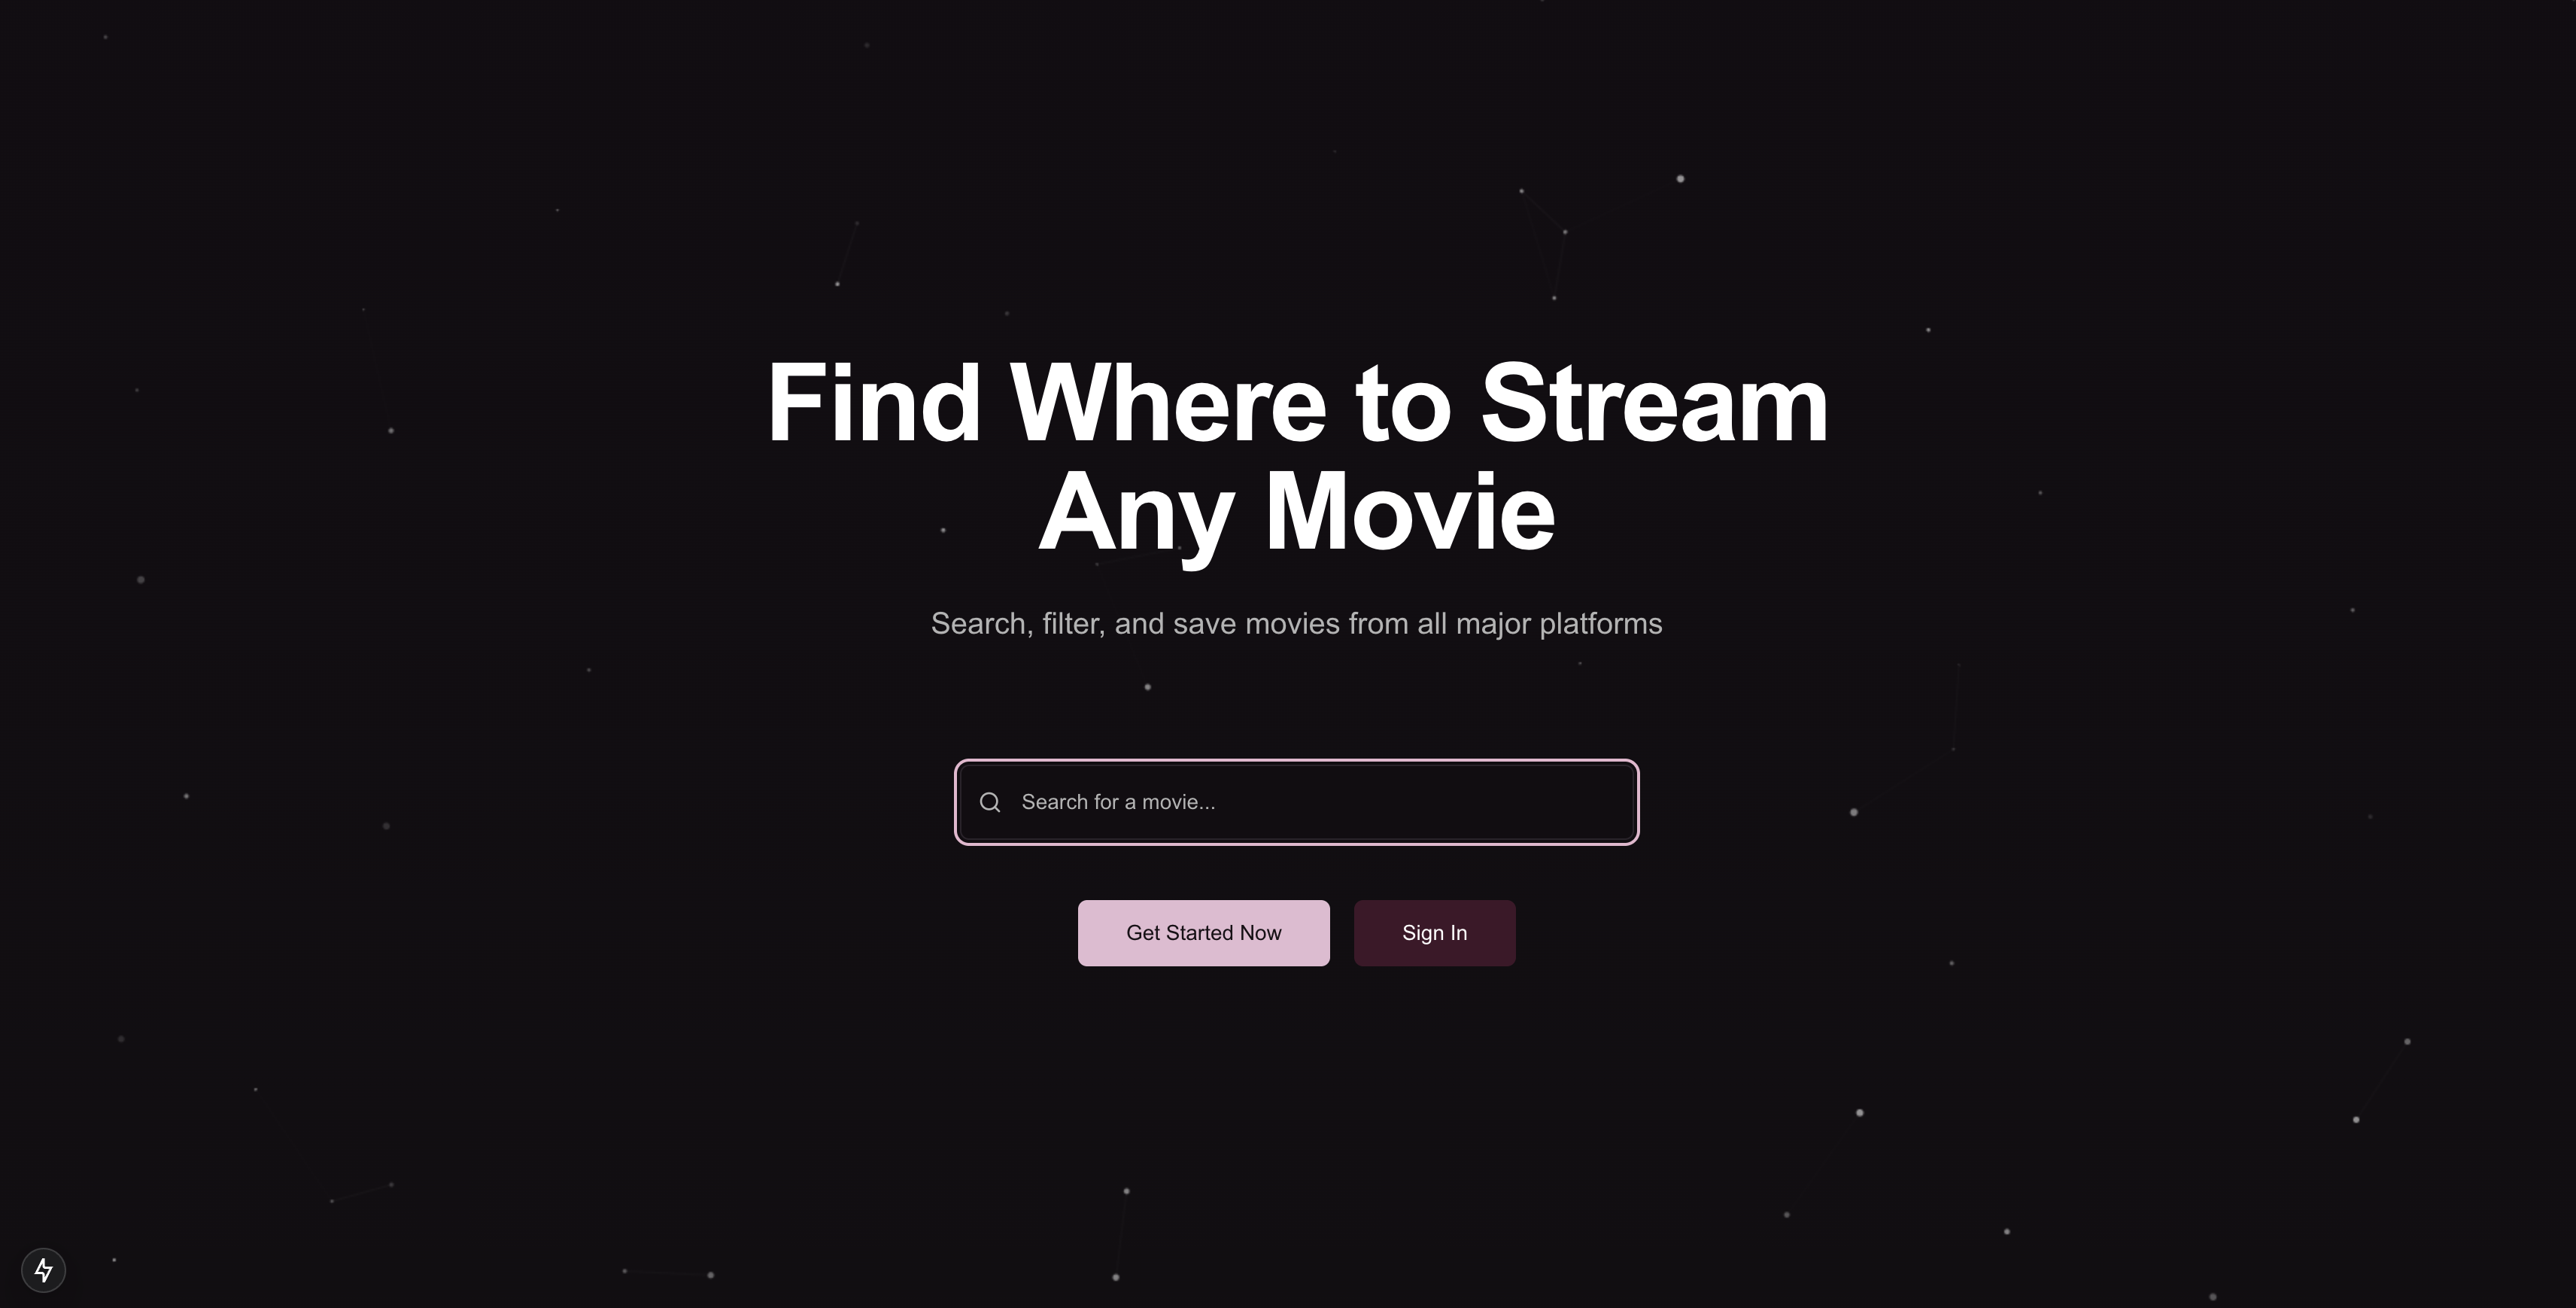 Find Where to Stream
Any Movie
Search, filter, and save movies from all major platforms
Search for a movie...
Get Started Now
Sign In